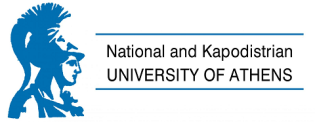 National and Kapodistrian
UNIVERSITY OF ATHENS